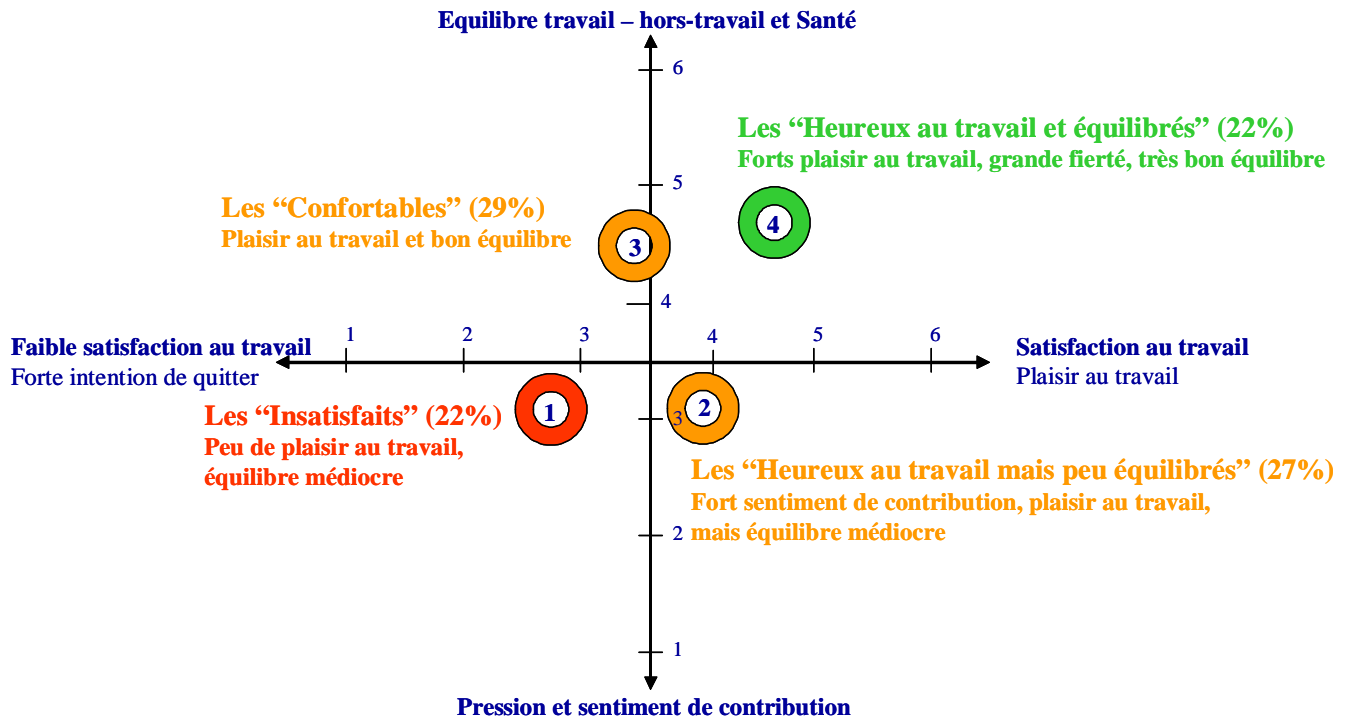 Equilibre travail – hors-travail et Santé
6
Les “Heureux au travail et équilibrés” (22%)
Forts plaisir au travail, grande fierté, très bon équilibre
5
Les “Confortables” (29%)
Plaisir au travail et bon équilibre
4
3
4
1 2 3 4 5 6
Faible satisfaction au travail
Forte intention de quitter
Satisfaction au travail
Plaisir au travail
Les “Insatisfaits” (22%)
Peu de plaisir au travail,
équilibre médiocre
1
2
3
Les “Heureux au travail mais peu équilibrés” (27%)
Fort sentiment de contribution, plaisir au travail,
mais équilibre médiocre
2
1
Pression et sentiment de contribution